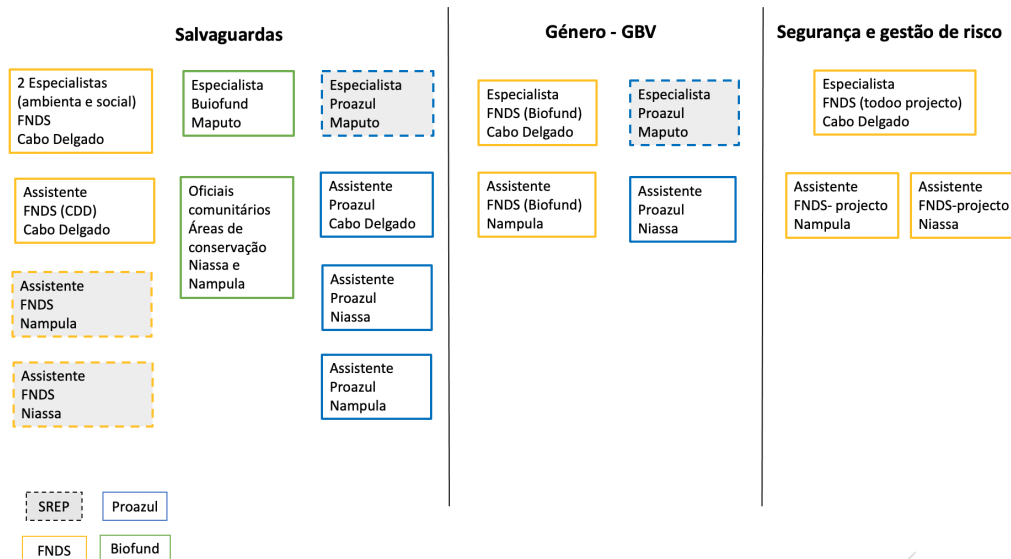 Salvaguardas
2 Especialistas
(ambienta e social)
FNDS
Cabo Delgado
Especialista
Buiofund
Maputo
Especialista
Proazul
Maputo
Assistente
FNDS (CDD)
Cabo Delgado
Oficiais
comunitários
Áreas de
conservação
Niassa e
Nampula
Assistente
Proazul
Cabo Delgado
Assistente
FNDS
Nampula
Assistente
Proazul
Niassa
Assistente
FNDS
Niassa
Assistente
Proazul
Nampula
Género - GBV
Especialista
FNDS (Biofund)
Cabo Delgado
Especialista
Proazul
Maputo
Assistente
FNDS (Biofund)
Nampula
Assistente
Proazul
Niassa
Segurança e gestão de risco
Especialista
FNDS (todoo projecto)
Cabo Delgado
Assistente
FNDS- projecto
Nampula
Assistente
FNDS-projecto
Niassa
SREP
Proazul
FNDS
Biofund